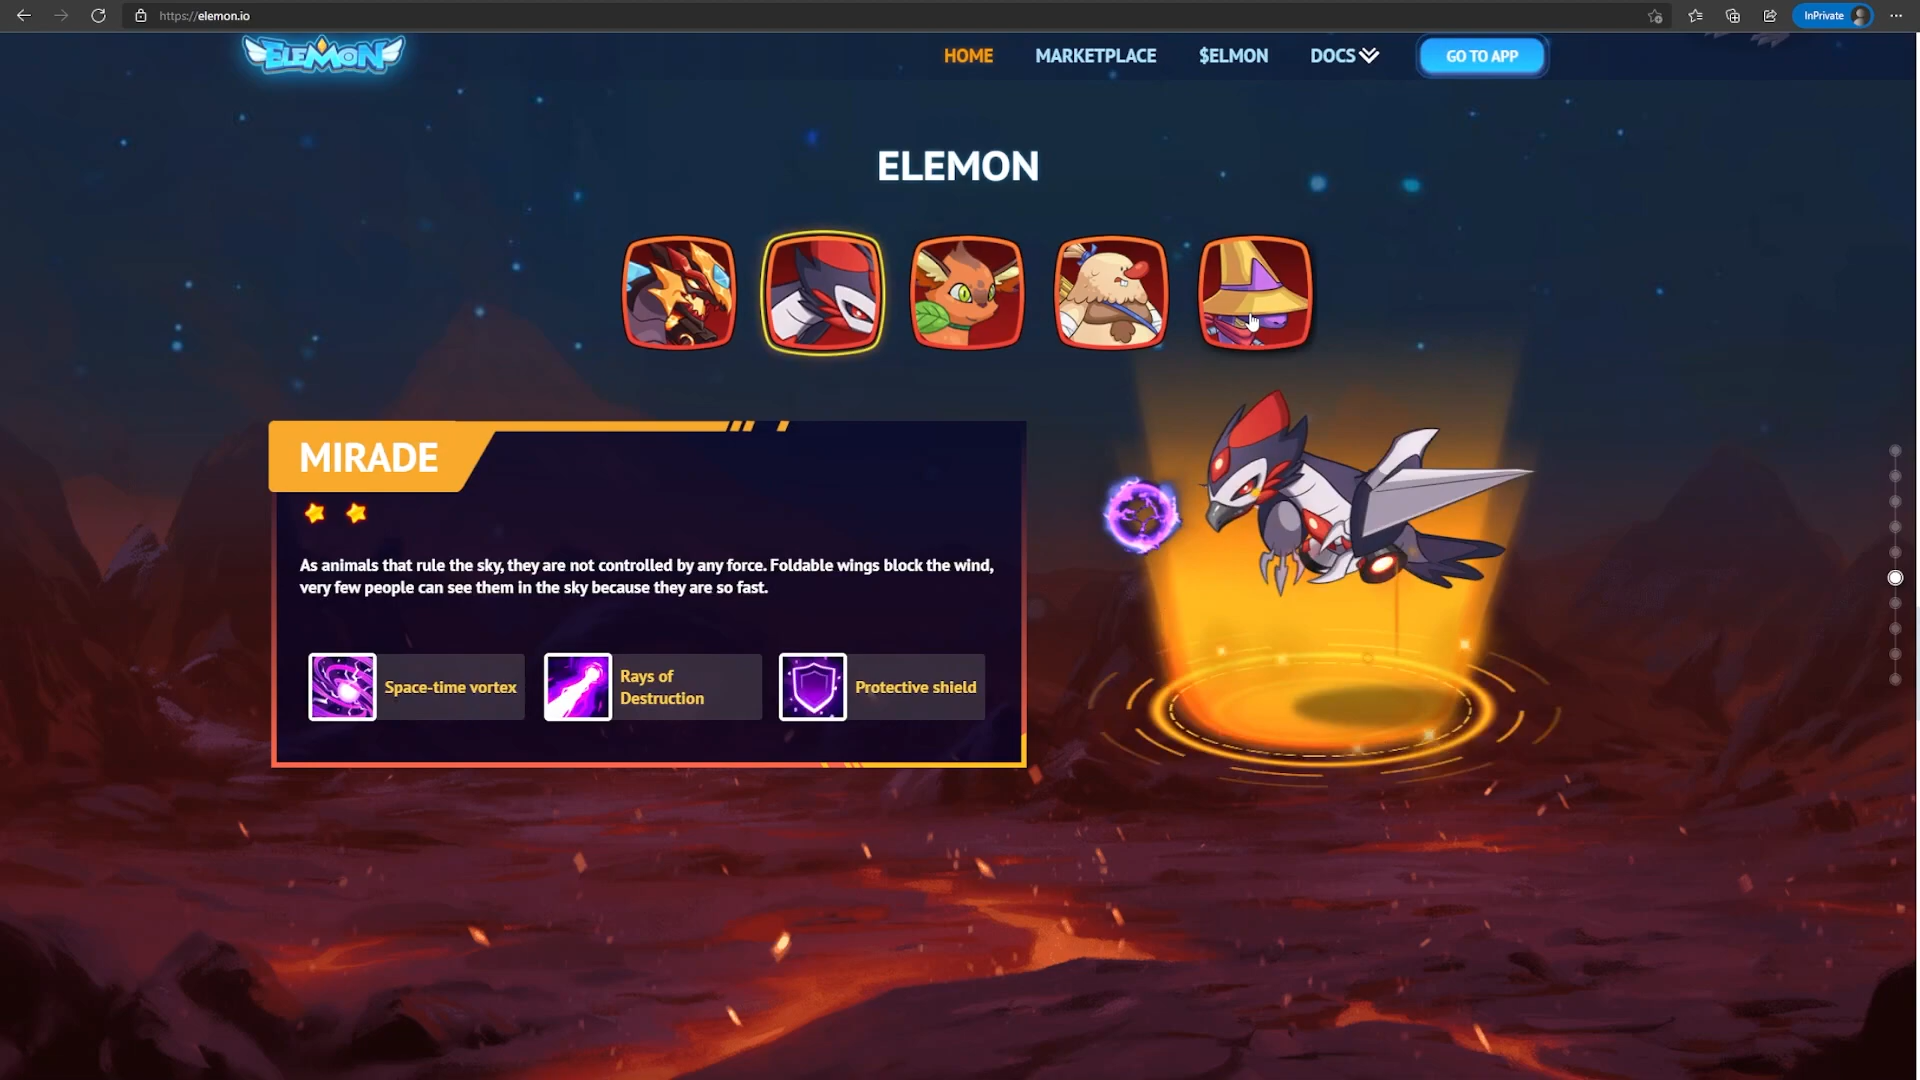 https://elemon.io
InPrivate
ELEMON
HOME
MARKETPLACE
$ELMON
DOCS
GO TO APP
ELEMON
MIRADE
As animals that rule the sky, they are not controlled by any force. Foldable wings block the wind,
very few people can see them in the sky because they are so fast.
Space-time vortex
Rays of
Destruction
Protective shield